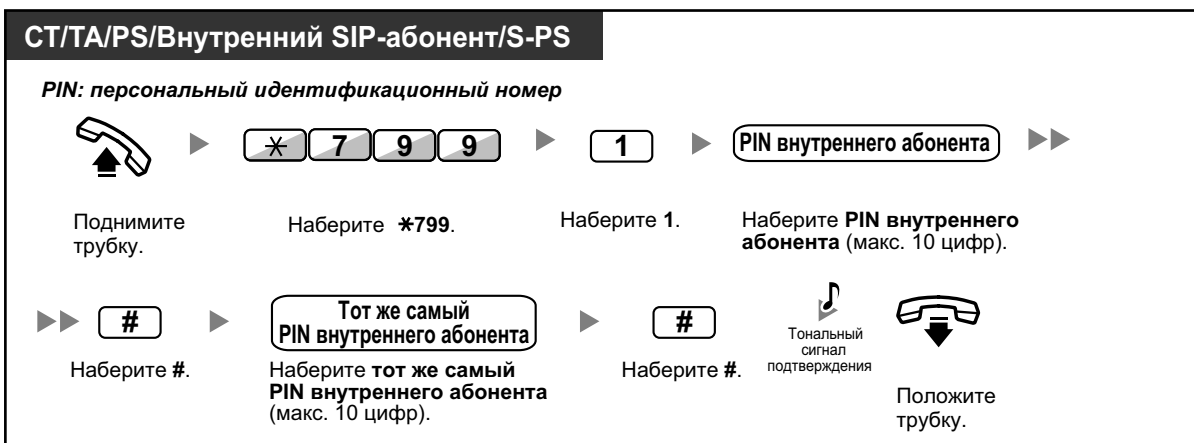 СТ/TA/PS/Внутренний SIP-абонент/S-PS
PIN: персональный идентификационный номер
* 7 9 9
1
PIN внутреннего абонента
Поднимите
трубку.
Наберите *799.
Наберите 1.
Наберите PIN внутреннего
абонента (макс. 10 цифр).
#
Тот же самый
PIN внутреннего абонента
#
Наберите #.
Наберите тот же самый
PIN внутреннего абонента
(макс. 10 цифр).
Наберите #.
Тональный
сигнал
подтверждения
Положите
трубку.